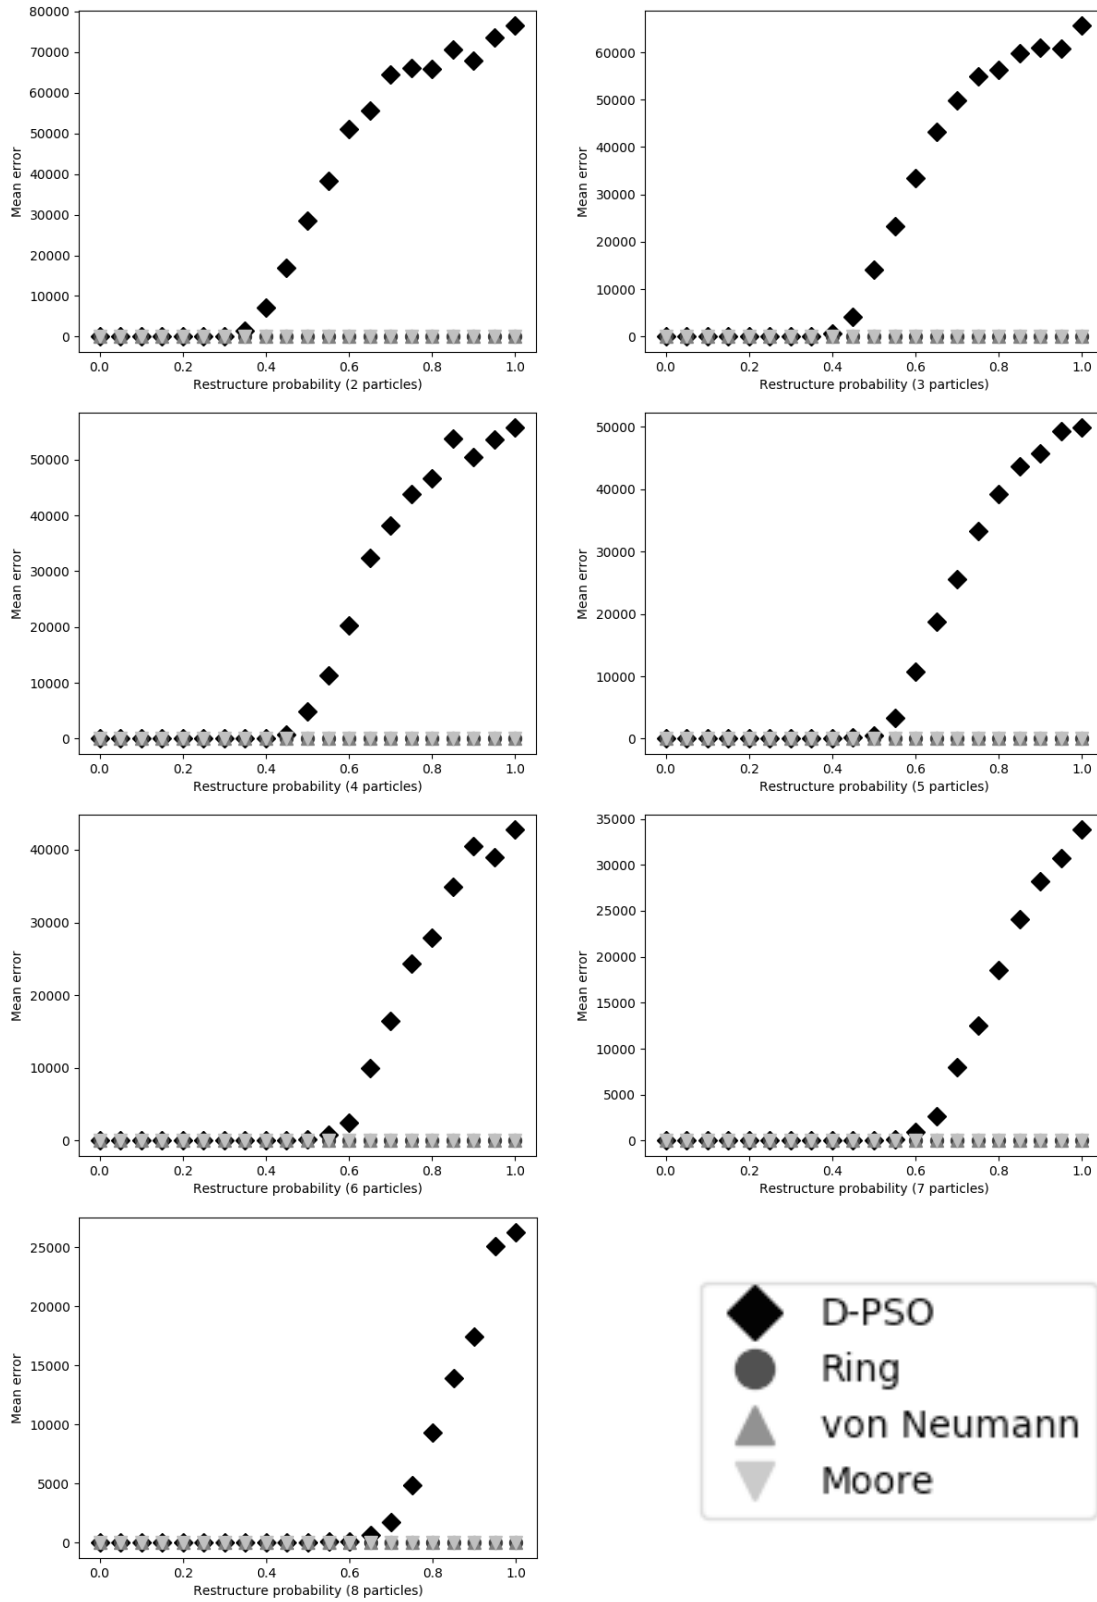 80000
70000
60000
50000
40000
30000
20000
10000
0
Mean error
0.0 0.2 0.4 0.6 0.8 1.0
Restructure probability (2 particles)
60000
50000
40000
30000
20000
10000
0
Mean error
0.0 0.2 0.4 0.6 0.8 1.0
Restructure probability (3 particles)
50000
40000
30000
20000
10000
0
Mean error
0.0 0.2 0.4 0.6 0.8 1.0
Restructure probability (4 particles)
50000
40000
30000
20000
10000
0
Mean error
0.0 0.2 0.4 0.6 0.8 1.0
Restructure probability (5 particles)
40000
30000
20000
10000
0
Mean error
0.0 0.2 0.4 0.6 0.8 1.0
Restructure probability (6 particles)
35000
30000
25000
20000
15000
10000
5000
0
Mean error
0.0 0.2 0.4 0.6 0.8 1.0
Restructure probability (7 particles)
25000
20000
15000
10000
5000
0
Mean error
0.0 0.2 0.4 0.6 0.8 1.0
Restructure probability (8 particles)
D-PSO
Ring
von Neumann
Moore